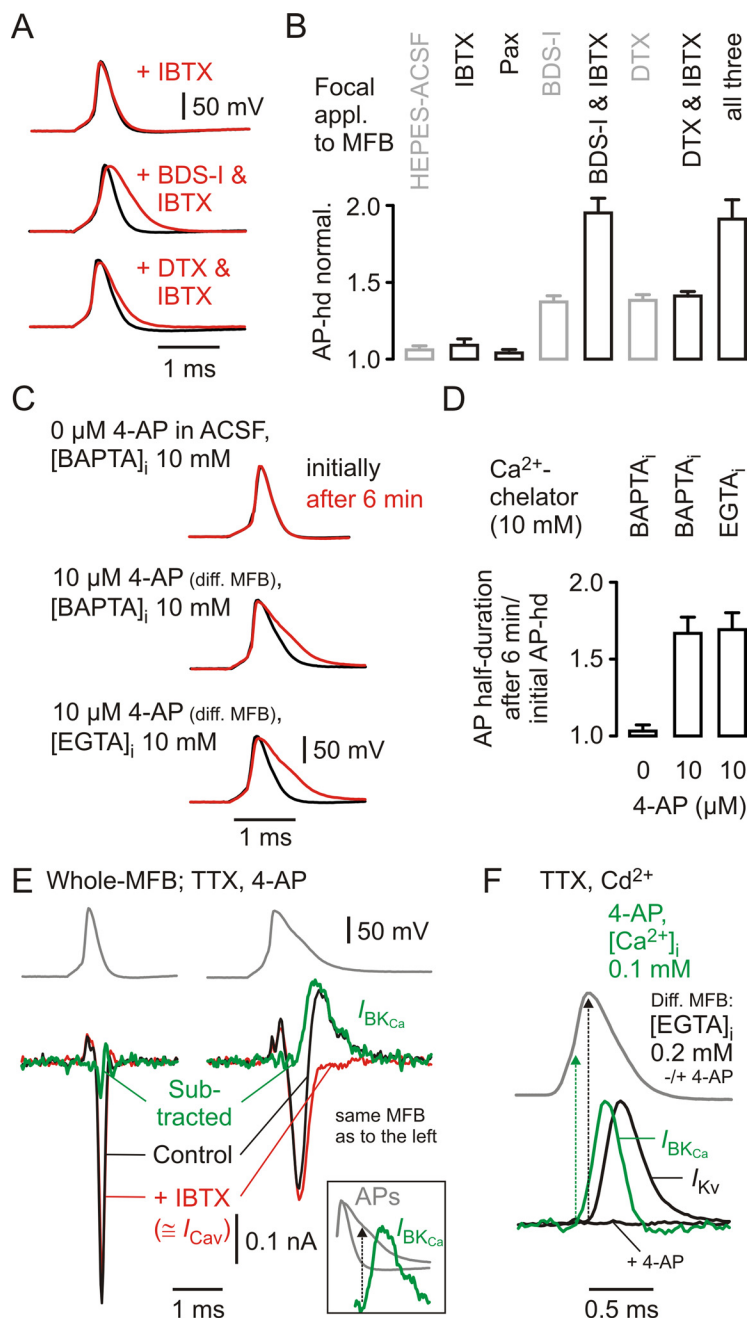 A
+ IBTX
50 mV
+ BDS-I &
IBTX
+ DTX &
IBTX
1 ms
B
Focal
appl.
to MFB
HEPES-ACSF
IBTX
Pax
BDS-I
BDS-I & IBTX
DTX
DTX & IBTX
all three
AP-hd normal.
2.0
1.5
1.0
C
0 µM 4-AP in ACSF,
[BAPTA]i 10 mM
initially
after 6 min
10 µM 4-AP (diff. MFB),
[BAPTA]i 10 mM
10 µM 4-AP (diff. MFB),
[EGTA]i 10 mM
50 mV
1 ms
D
Ca2+-
chelator
(10 mM)
BAPTAi
BAPTAi
EGTAi
AP half-duration
after 6 min/
initial AP-hd
2.0
1.5
1.0
0 10 10
4-AP (µM)
E Whole-MFB; TTX, 4-AP
50 mV
IBKCa
Sub-
tracted
Control
+ IBTX
(≅ ICav)
same MFB
as to the left
0.1 nA
1 ms
APs
IBKCa
F TTX, Cd2+
4-AP,
[Ca2+]i
0.1 mM
Diff. MFB:
[EGTA]i
0.2 mM
-/+ 4-AP
IBKCa
IKv
+ 4-AP
0.5 ms